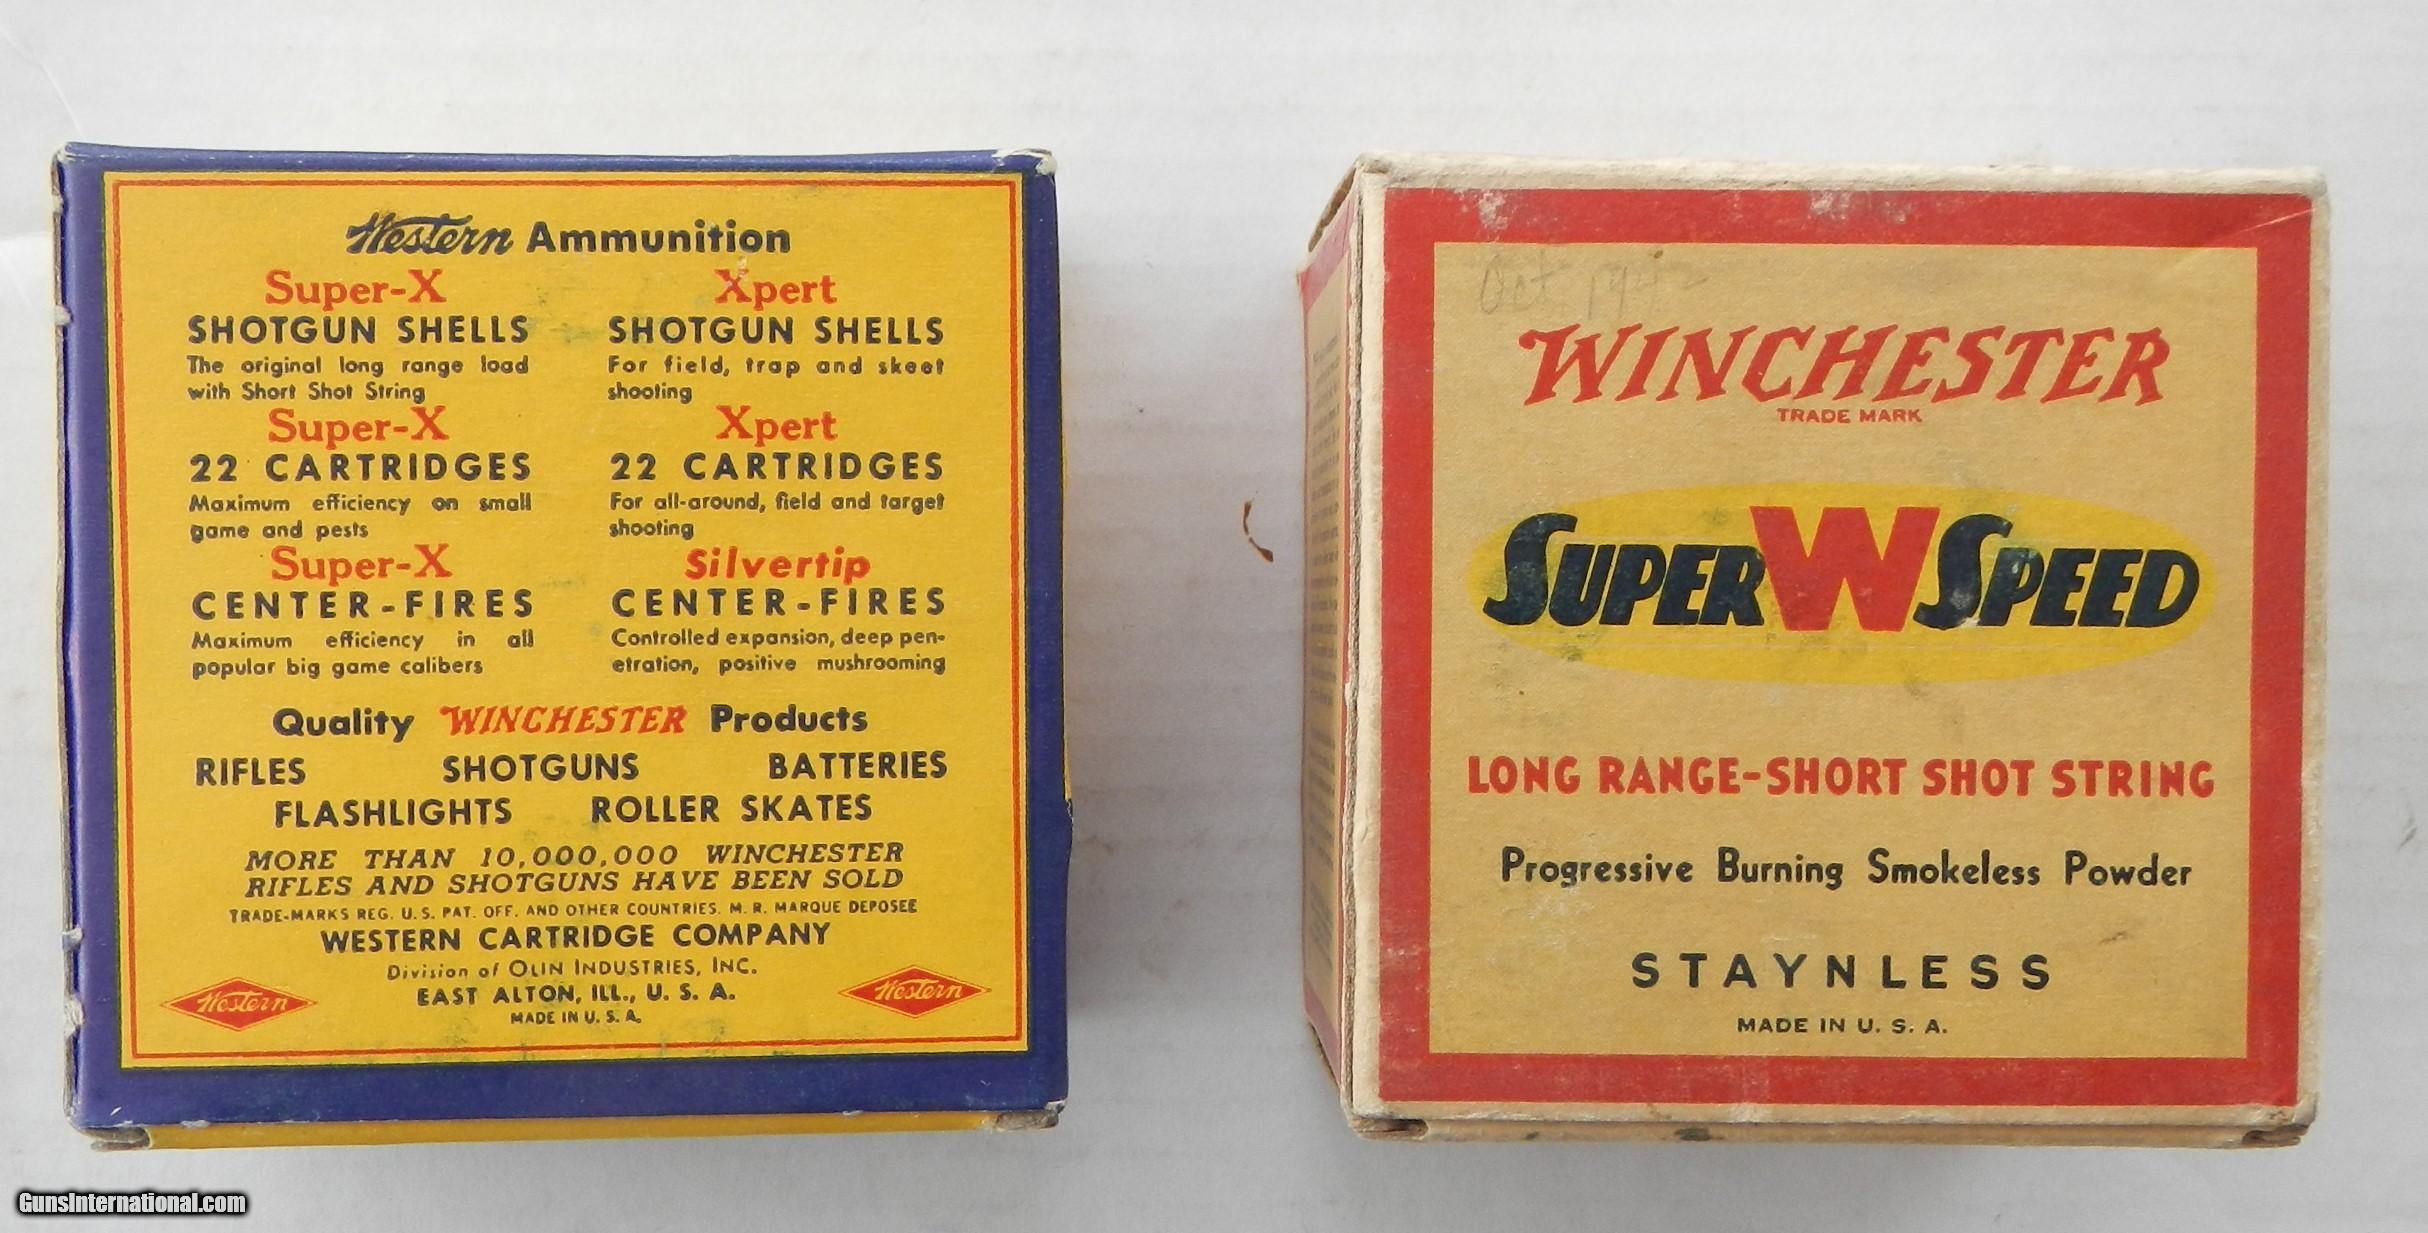 Western Ammunition
Super-X
SHOTGUN SHELLS
The original long range load
with Short Shot String
Xpert
SHOTGUN SHELLS
For field, trap and skeet
shooting
Super-X
22 CARTRIDGES
Maximum efficiency on small
game and pests
Xpert
22 CARTRIDGES
For all-around, field and target
shooting
Super-X
CENTER-FIRES
Maximum efficiency in all
popular big game calibers
Silvertip
CENTER-FIRES
Controlled expansion, deep pen-
etration, positive mushrooming
Quality WINCHESTER Products
RIFLES SHOTGUNS BATTERIES
FLASHLIGHTS ROLLER SKATES
MORE THAN 10,000,000 WINCHESTER
RIFLES AND SHOTGUNS HAVE BEEN SOLD
TRADE-MARKS REG. U.S. PAT. OFF. AND OTHER COUNTRIES. M. R. MARQUE DEPOSEE
WESTERN CARTRIDGE COMPANY
Division of OLIN INDUSTRIES, INC.
EAST ALTON, ILL., U. S. A.
MADE IN U. S. A.
Western
Western
Oct
WINCHESTER
TRADE MARK
SUPER W SPEED
LONG RANGE-SHORT SHOT STRING
Progressive Burning Smokeless Powder
STAYNLESS
MADE IN U. S. A.
GunsInternational.com